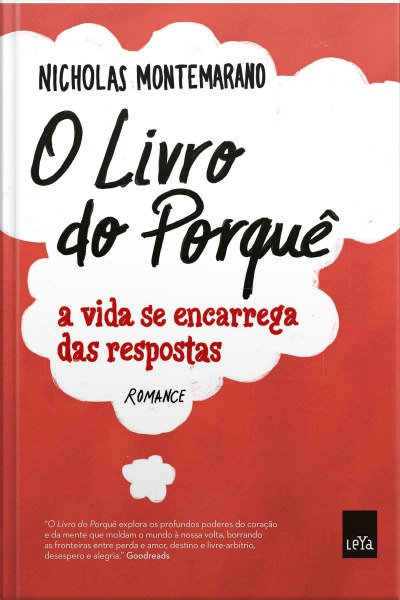 NICHOLAS MONTEMARANO
O Livro
do Porquê
a vida se encarrega
das respostas
ROMANCE
"O Livro do Porquê explora os profundos poderes do coração
e da mente que moldam o mundo à nossa volta, borrando
as fronteiras entre perda e amor, destino e livre-arbítrio,
desespero e alegria." Goodreads
LeYa